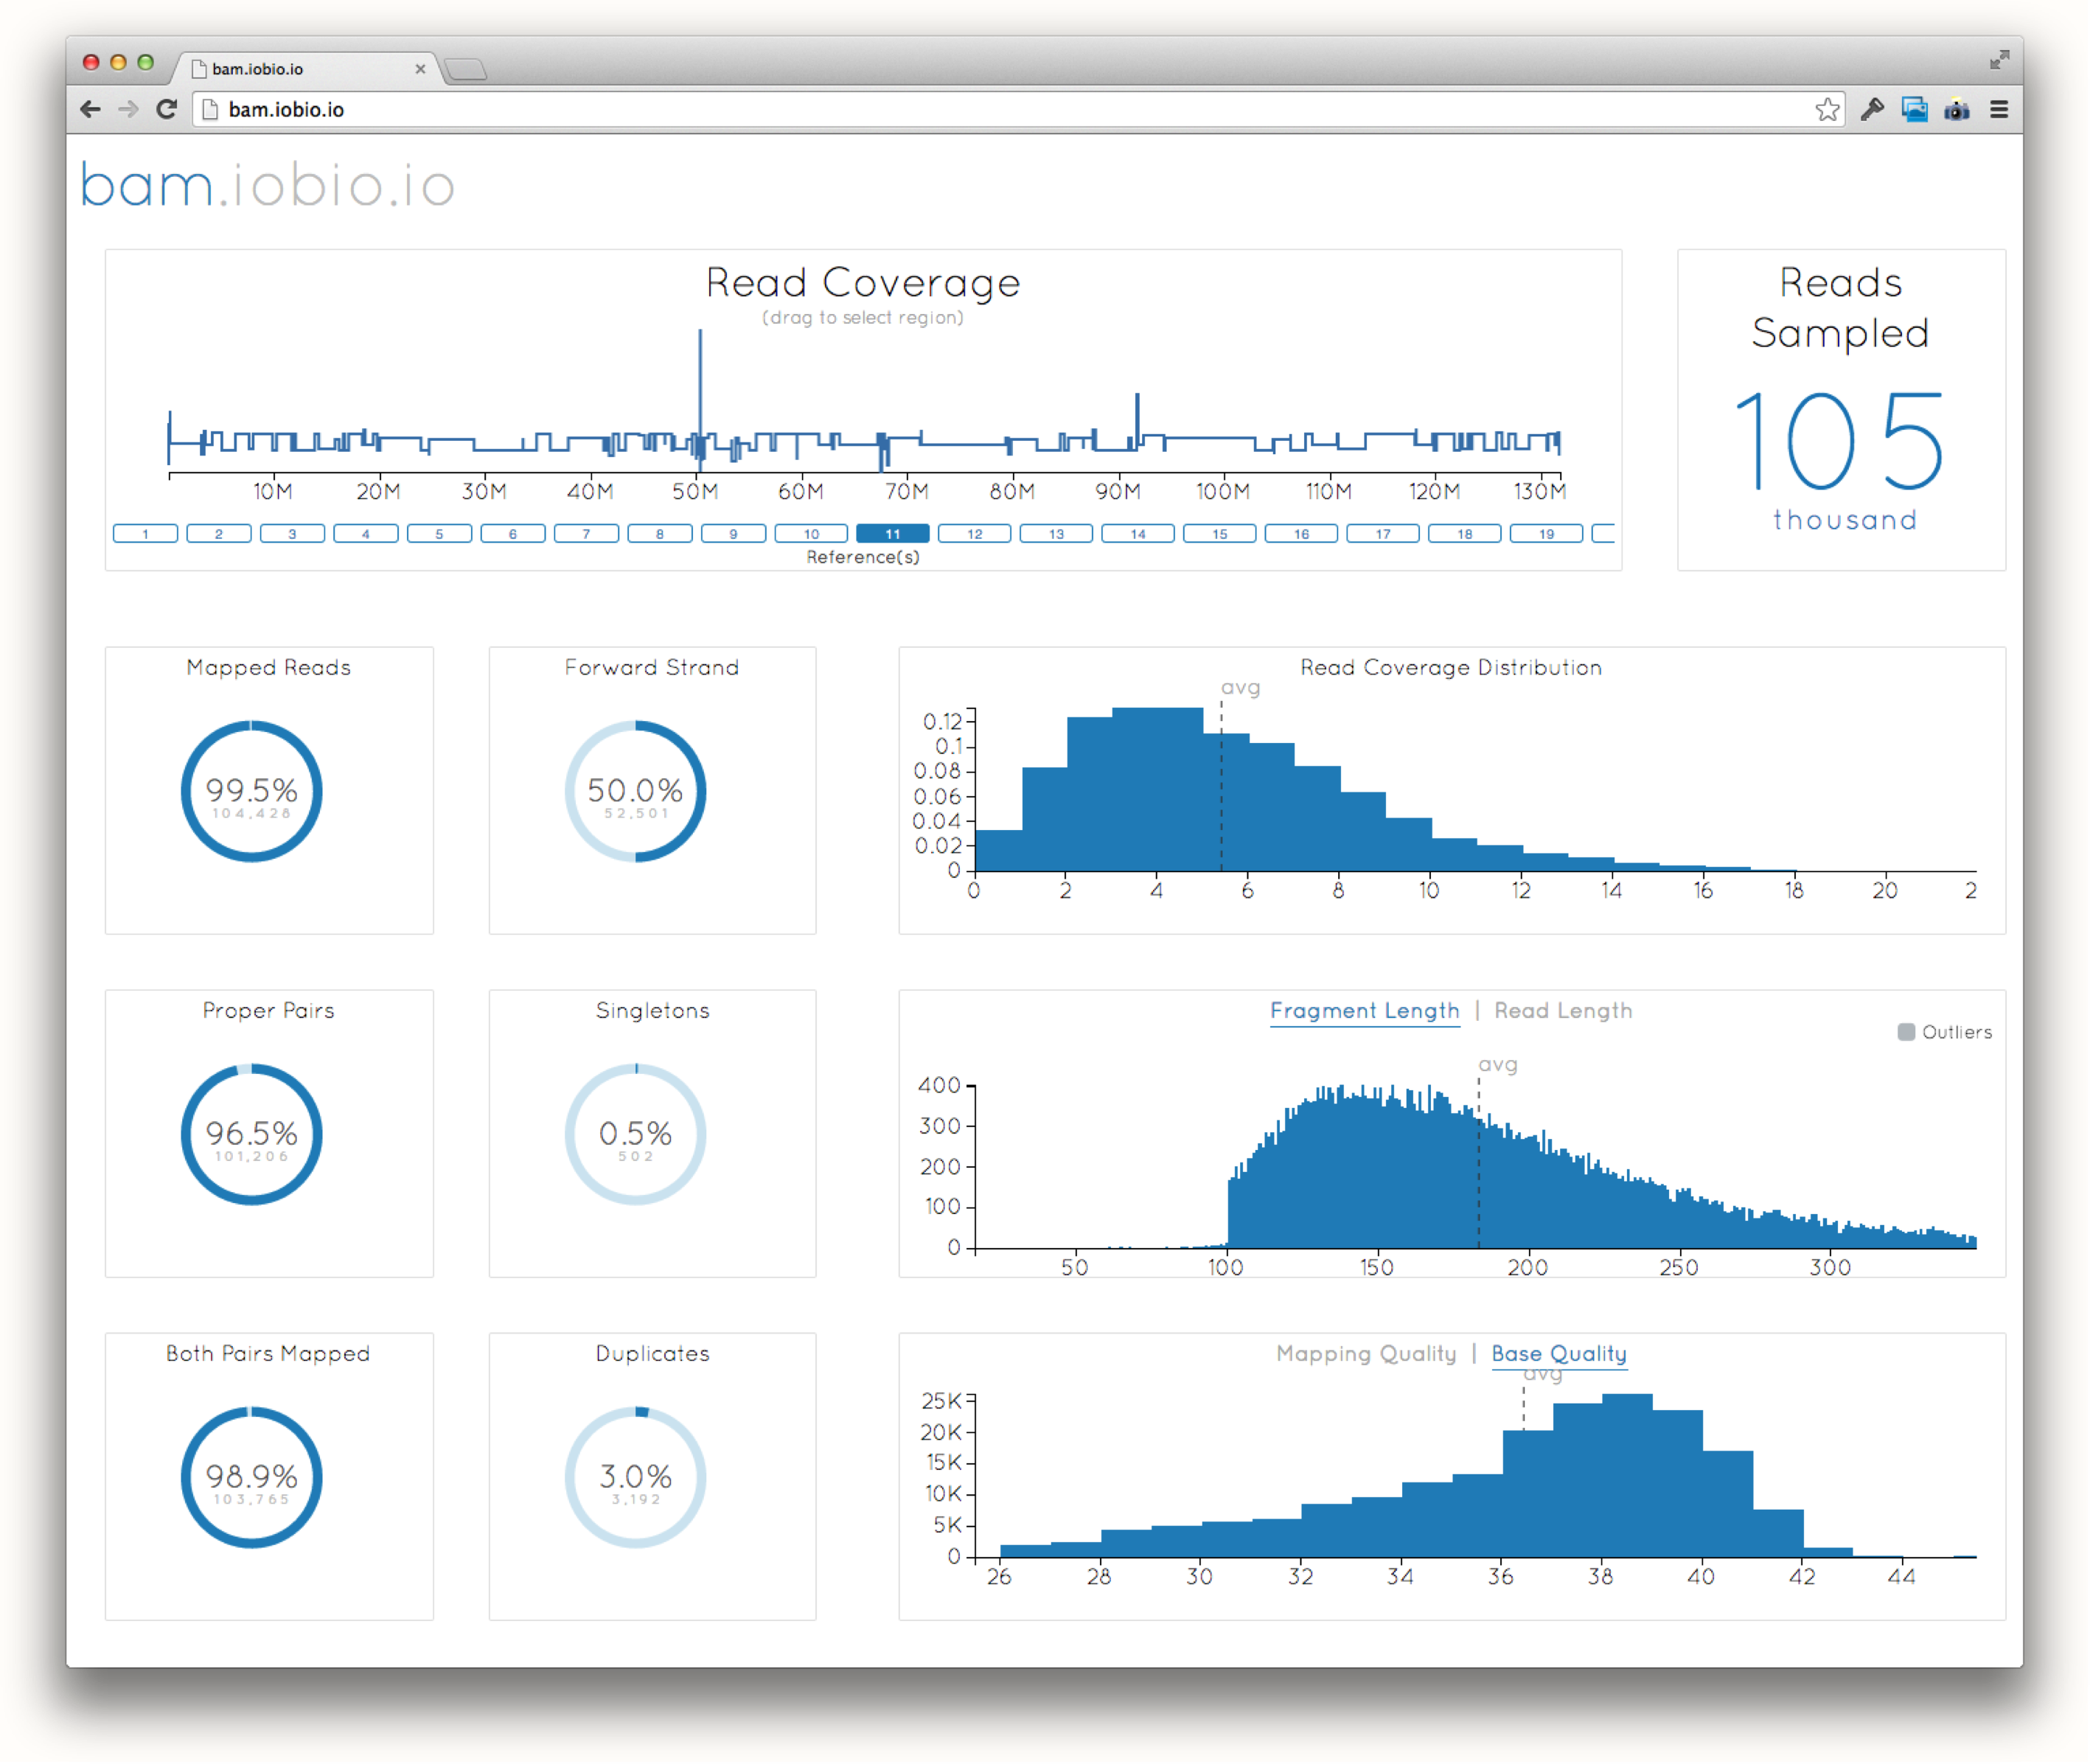 bam.iobio.io
bam.iobio.io
bam.iobio.io
Read Coverage
(drag to select region)
10M 20M 30M 40M 50M 60M 70M 80M 90M 100M 110M 120M 130M
1 2 3 4 5 6 7 8 9 10 11 12 13 14 15 16 17 18 19
Reference(s)
Reads
Sampled
105
thousand
Mapped Reads
99.5%
104,428
Forward Strand
50.0%
52,501
Read Coverage Distribution
avg
0.12
0.1
0.08
0.06
0.04
0.02
0
0 2 4 6 8 10 12 14 16 18 20 2
Proper Pairs
96.5%
101,206
Singletons
0.5%
502
Fragment Length | Read Length
Outliers
avg
400
300
200
100
0
50 100 150 200 250 300
Both Pairs Mapped
98.9%
103,765
Duplicates
3.0%
3,192
Mapping Quality | Base Quality
avg
25K
20K
15K
10K
5K
0
26 28 30 32 34 36 38 40 42 44